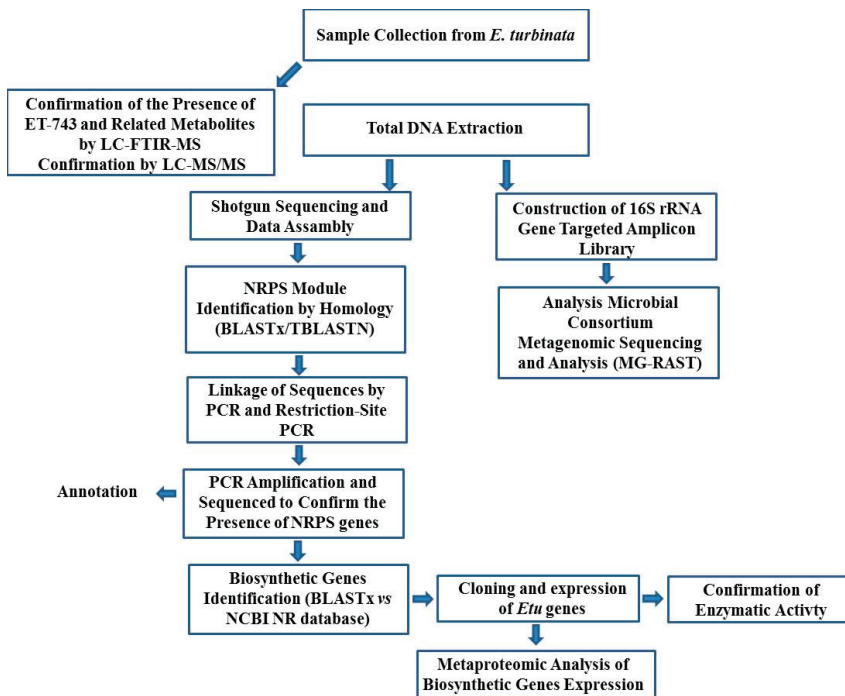 Sample Collection from E. turbinata
Confirmation of the Presence of
ET-743 and Related Metabolites
by LC-FTIR-MS
Confirmation by LC-MS/MS
Total DNA Extraction
Shotgun Sequencing and
Data Assambly
Construction of 16S rRNA
Gene Targeted Amplicon
Library
NRPS Module
Identification by Homology
(BLASTx/TBLASTN)
Analysis Microbial
Consortium
Metagenomic Sequencing
and Analysis (MG-RAST)
Linkage of Sequences by
PCR and Restriction-Site
PCR
Annotation
PCR Amplification and
Sequenced to Confirm the
Presence of NRPS genes
Biosynthetic Genes
Identification (BLASTx vs
NCBI NR database)
Cloning and expression
of Etu genes
Confirmation of
Enzymatic Activty
Metaproteomic Analysis of
Biosynthetic Genes Expression